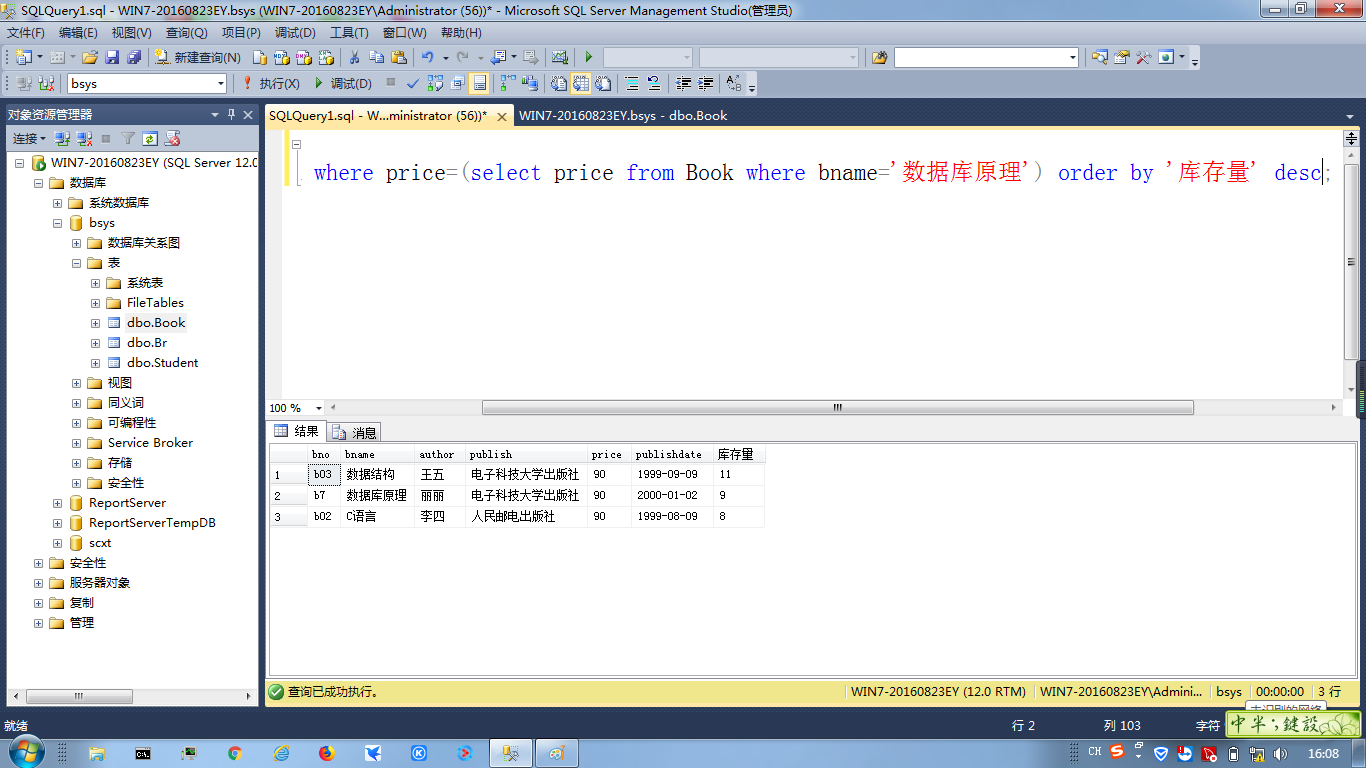 SQLQuery1.sql - WIN7-20160823EY.bsys (WIN7-20160823EY\Administrator (56))* - Microsoft SQL Server Management Studio(管理员)
文件(F) 编辑(E) 视图(V) 查询(Q) 项目(P) 调试(D) 工具(T) 窗口(W) 帮助(H)
新建查询(N)
bsys 执行(X) 调试(D)
对象资源管理器
连接
WIN7-20160823EY (SQL Server 12.0
数据库
系统数据库
bsys
数据库关系图
表
系统表
FileTables
dbo.Book
dbo.Br
dbo.Student
视图
同义词
可编程性
Service Broker
存储
安全性
ReportServer
ReportServerTempDB
scxt
安全性
服务器对象
复制
管理
SQLQuery1.sql - W...ministrator (56))* WIN7-20160823EY.bsys - dbo.Book
where price=(select price from Book where bname='数据库原理') order by '库存量' desc;
100 %
结果 消息
bno bname author publish price publishdate 库存量
1 b03 数据结构 王五 电子科技大学出版社 90 1999-09-09 11
2 b7 数据库原理 丽丽 电子科技大学出版社 90 2000-01-02 9
3 b02 C语言 李四 人民邮电出版社 90 1999-08-09 8
查询已成功执行。 WIN7-20160823EY (12.0 RTM) WIN7-20160823EY\Admini... bsys 00:00:00 3 行
就绪 行 2 列 103 字符
中半;鍵設
CH 16:08